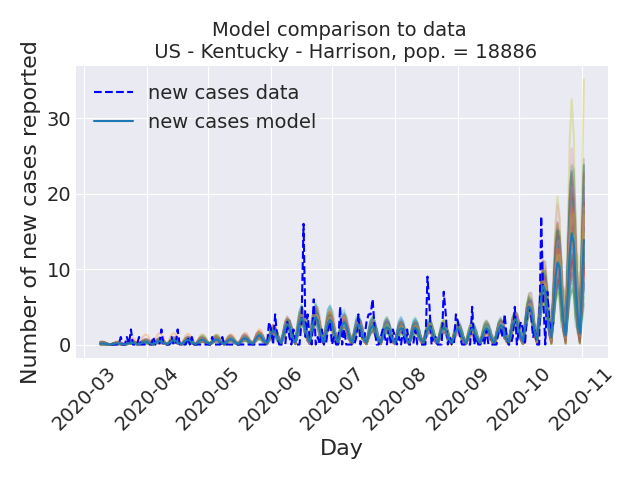 Model comparison to data
US - Kentucky - Harrison, pop. = 18886
Number of new cases reported
new cases data
new cases model
30
20
10
0
2020-03
2020-04
2020-05
2020-06
2020-07
2020-08
2020-09
2020-10
2020-11
Day